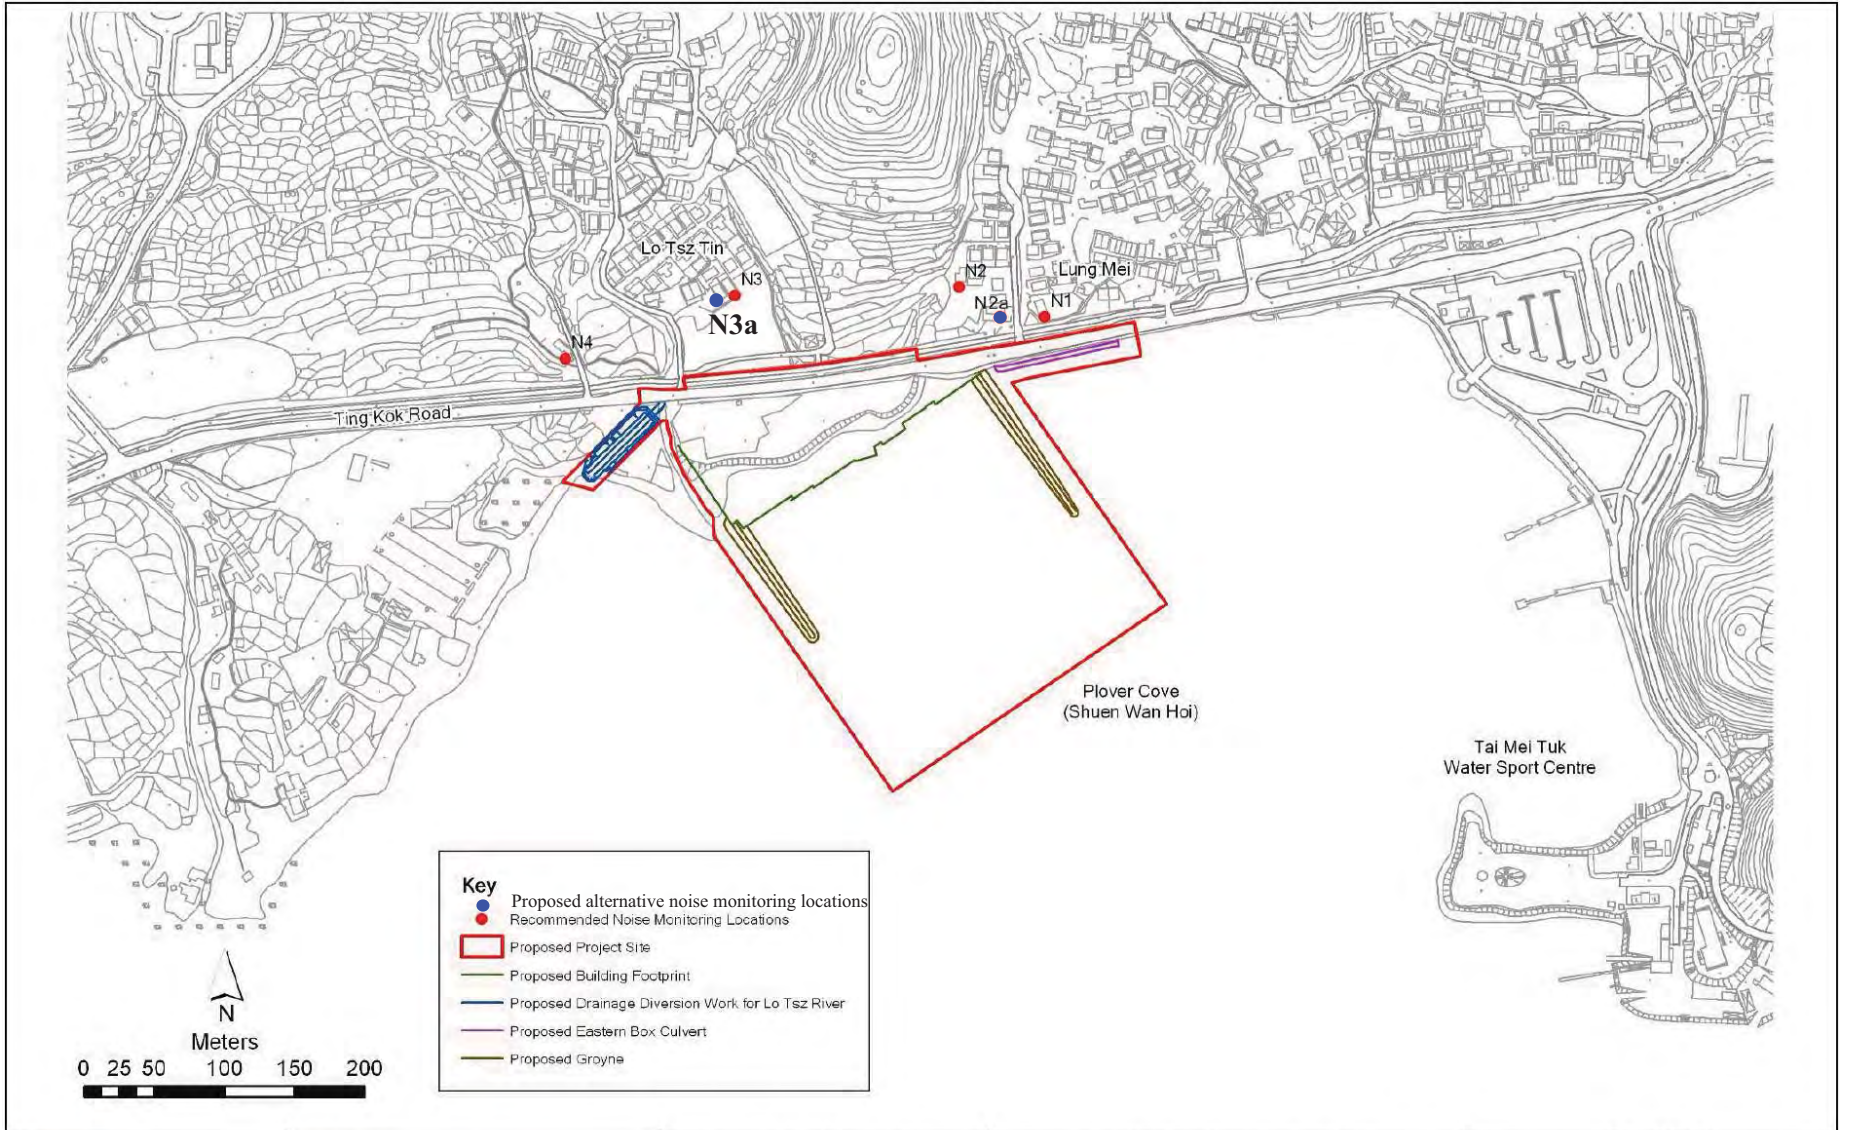 Lo Tsz Tin
N3
N3a
N2
Lung Mei
N2a
N1
N4
Ting Kok Road
Plover Cove
(Shuen Wan Hoi)
Tai Mei Tuk
Water Sport Centre
Key
Proposed alternative noise monitoring locations
Recommended Noise Monitoring Locations
Proposed Project Site
Proposed Building Footprint
Proposed Drainage Diversion Work for Lo Tsz River
Proposed Eastern Box Culvert
Proposed Groyne
N
Meters
0 25 50 100 150 200